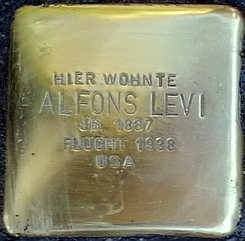 HIER WOHNTE
ALFONS LEVI
JG. 1887
FLUCHT 1938
USA